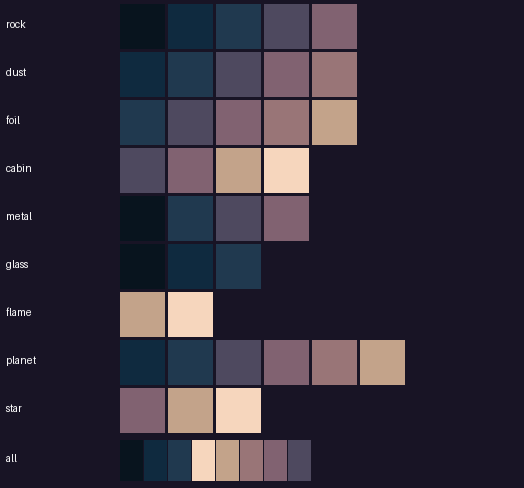 rock
dust
foil
cabin
metal
glass
flame
planet
star
all